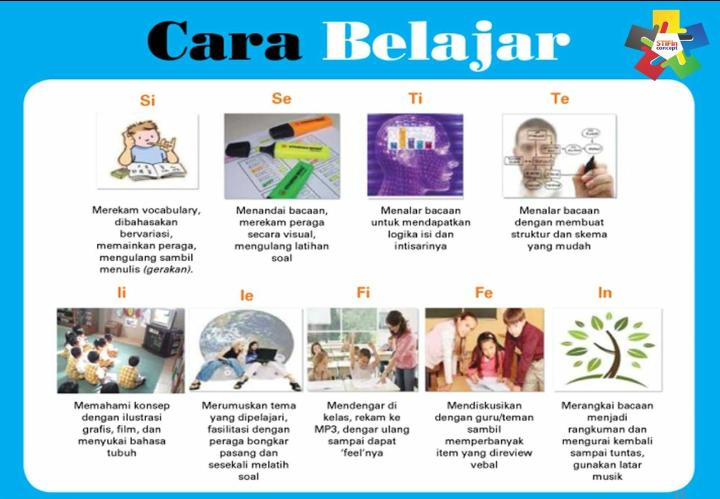 Cara Belajar
STIFIn
concept
Si
Merekam vocabulary,
dibahasakan
bervariasi,
memainkan peraga,
mengulang sambil
menulis (gerakan).
Se
Menandai bacaan,
merekam peraga
secara visual,
mengulang latihan
soal
Ti
Menalar bacaan
untuk mendapatkan
logika isi dan
intisarinya
Te
Menalar bacaan
dengan membuat
struktur dan skema
yang mudah
Ii
Memahami konsep
dengan ilustrasi
grafis, film, dan
menyukai bahasa
tubuh
Ie
Merumuskan tema
yang dipelajari,
fasilitasi dengan
peraga bongkar
pasang dan
sesekali melatih
soal
Fi
Mendengar di
kelas, rekam ke
MP3, dengar ulang
sampai dapat
'feel'nya
Fe
Mendiskusikan
dengan guru/teman
sambil
memperbanyak
item yang direview
vebal
In
Merangkai bacaan
menjadi
rangkuman dan
mengurai kembali
sampai tuntas,
gunakan latar
musik